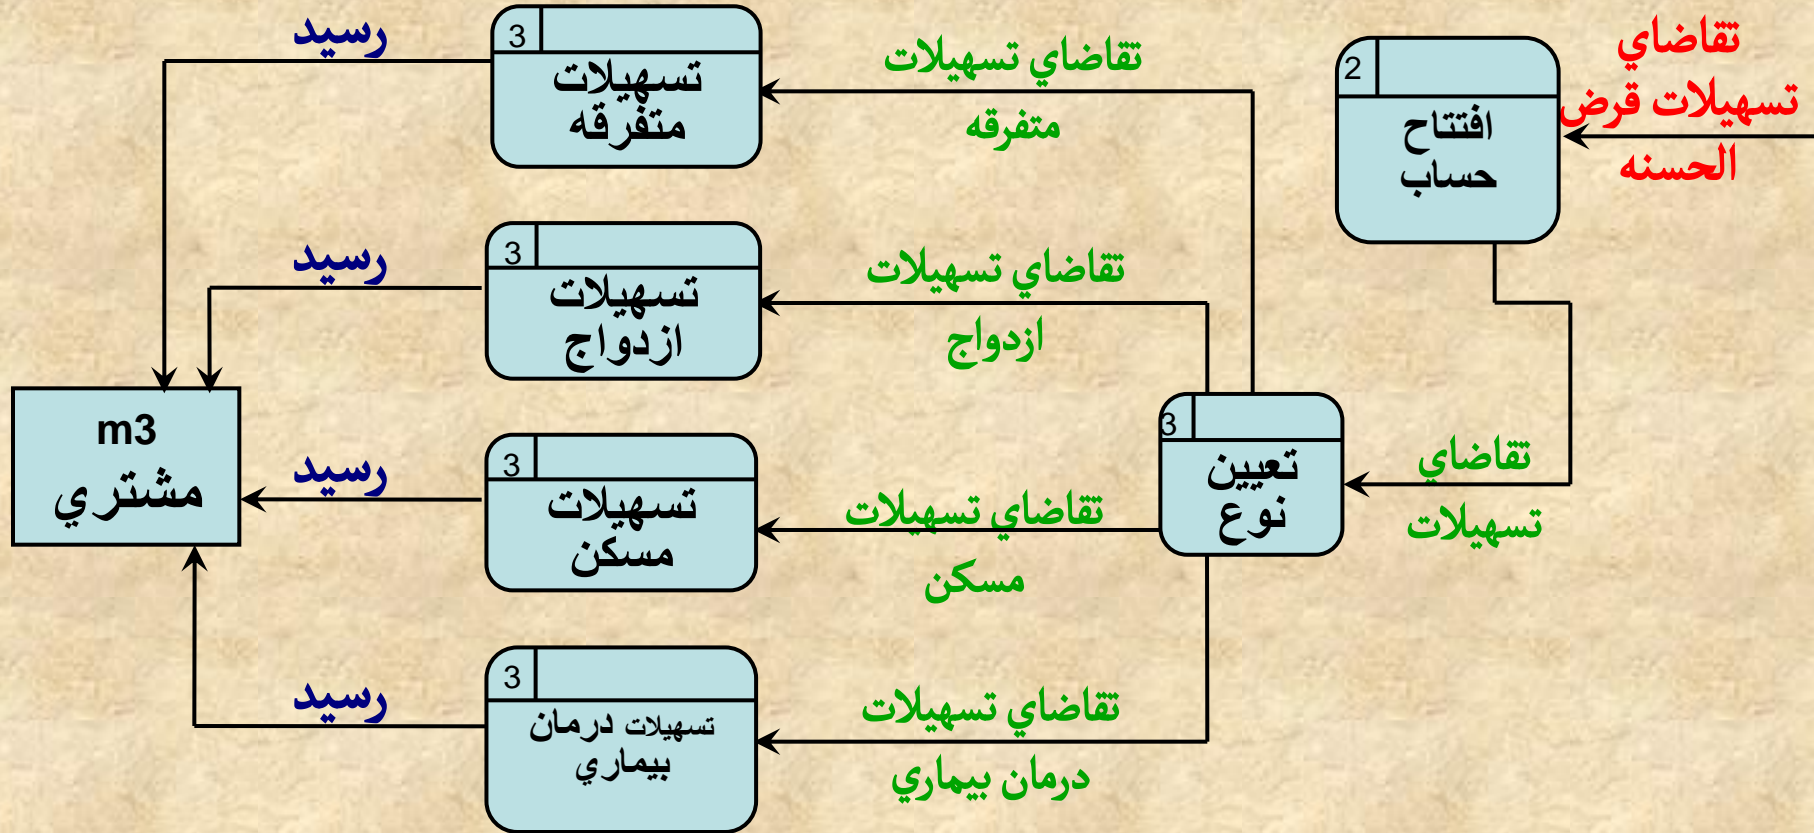 تقاضاي
تسهيلات قرض
الحسنه
2
افتتاح
حساب
تقاضاي
تسهيلات
3
تعيين
نوع
تقاضاي تسهيلات
متفرقه
3
تسهيلات
متفرقه
رسيد
تقاضاي تسهيلات
ازدواج
3
تسهيلات
ازدواج
رسيد
تقاضاي تسهيلات
مسكن
3
تسهيلات
مسكن
رسيد
تقاضاي تسهيلات
درمان بيماري
3
تسهيلات درمان
بيماري
رسيد
m3
مشتري